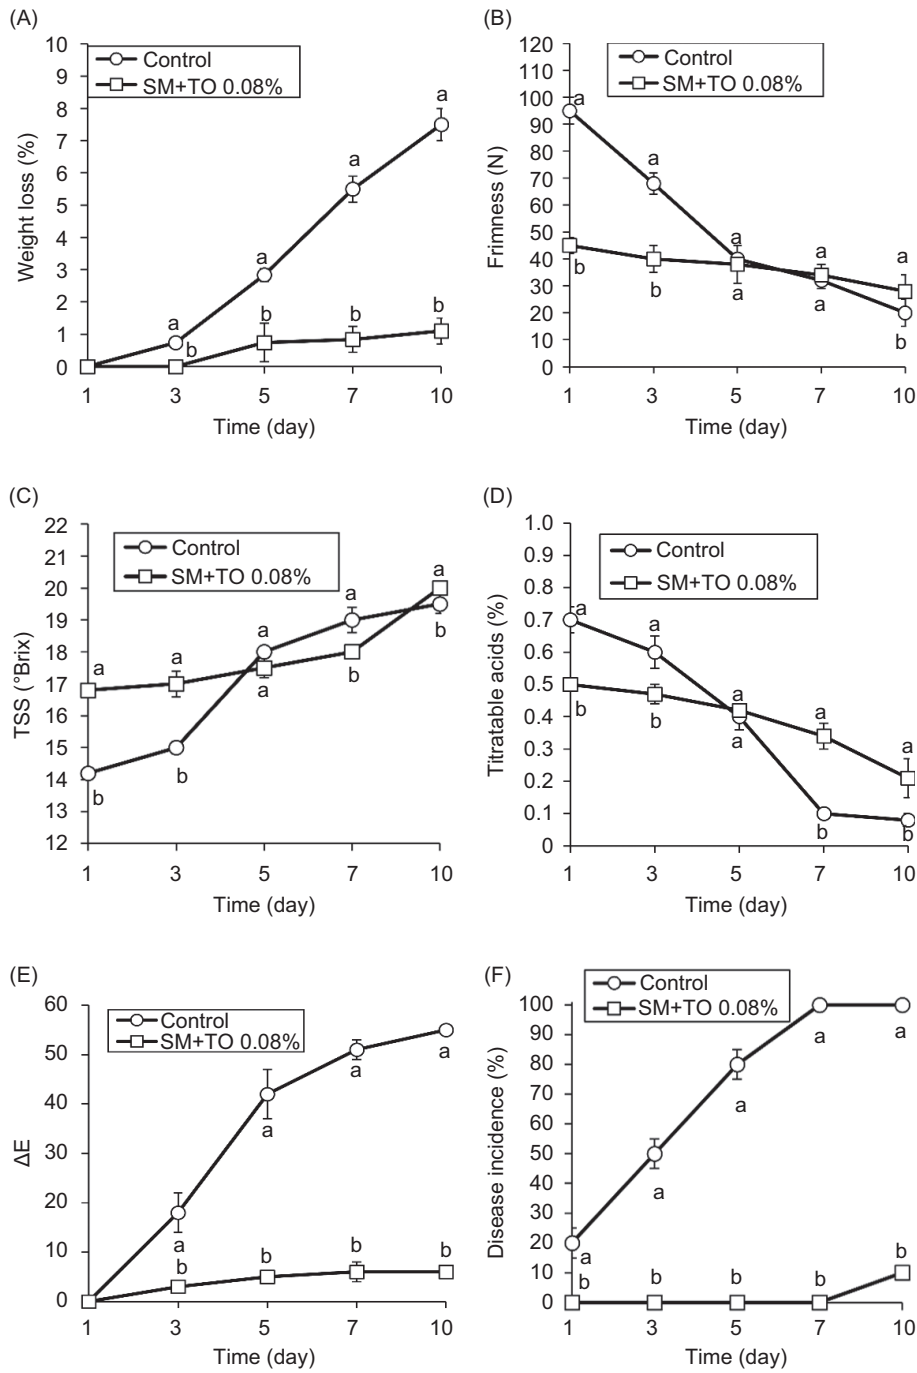 (A)
Control
SM+TO 0.08%
Weight loss (%)
10
9
8
7
6
5
4
3
2
1
0
a
a
a
a
b
b
b
b
1 3 5 7 10
Time (day)
(B)
Control
SM+TO 0.08%
Frimness (N)
120
110
100
90
80
70
60
50
40
30
20
10
0
a
a
a
a
b
b
a
a
b
1 3 5 7 10
Time (day)
(C)
Control
SM+TO 0.08%
TSS (°Brix)
22
21
20
19
18
17
16
15
14
13
12
a
a
a
a
a
b
b
a
b
b
1 3 5 7 10
Time (day)
(D)
Control
SM+TO 0.08%
Titratable acids (%)
1.0
0.9
0.8
0.7
0.6
0.5
0.4
0.3
0.2
0.1
0
a
a
a
a
a
b
b
a
b
b
1 3 5 7 10
Time (day)
(E)
Control
SM+TO 0.08%
ΔE
60
50
40
30
20
10
0
a
a
a
a
b
b
b
b
1 3 5 7 10
Time (day)
(F)
Control
SM+TO 0.08%
Disease incidence (%)
100
90
80
70
60
50
40
30
20
10
0
a
a
a
a
a
b
b
b
b
b
1 3 5 7 10
Time (day)